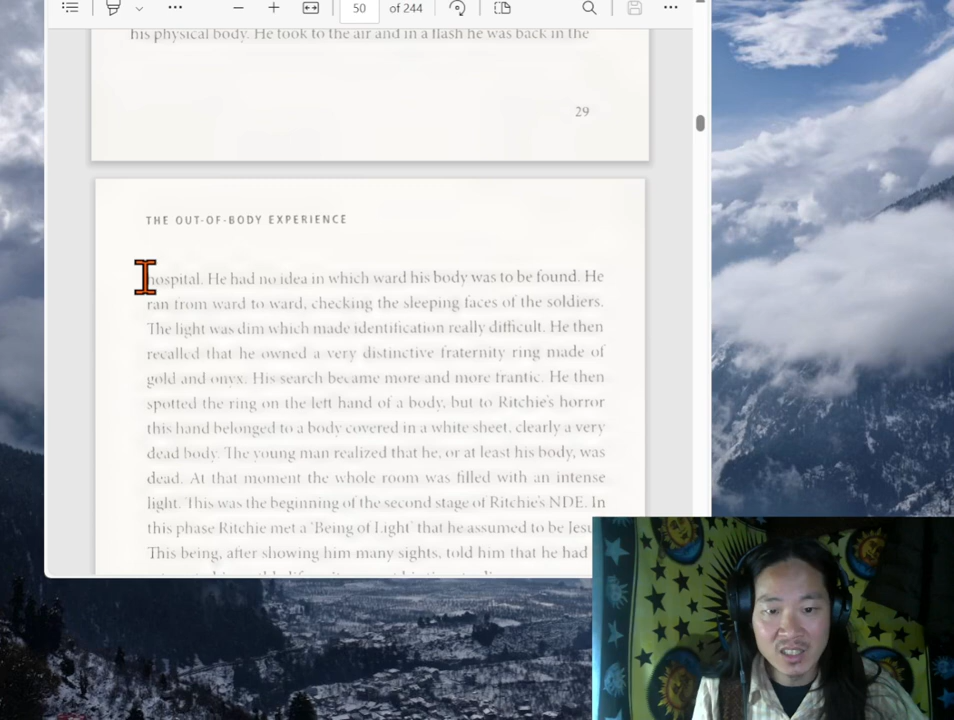 50 of 244
his physical body. He took to the air and in a flash he was back in the
29
THE OUT-OF-BODY EXPERIENCE
hospital. He had no idea in which ward his body was to be found. He
ran from ward to ward, checking the sleeping faces of the soldiers.
The light was dim which made identification really difficult. He then
recalled that he owned a very distinctive fraternity ring made of
gold and onyx. His search became more and more frantic. He then
spotted the ring on the left hand of a body, but to Ritchie's horror
this hand belonged to a body covered in a white sheet, clearly a very
dead body. The young man realized that he, or at least his body, was
dead. At that moment the whole room was filled with an intense
light. This was the beginning of the second stage of Ritchie's NDE. In
this phase Ritchie met a 'Being of Light' that he assumed to be Jesu
This being, after showing him many sights, told him that he had